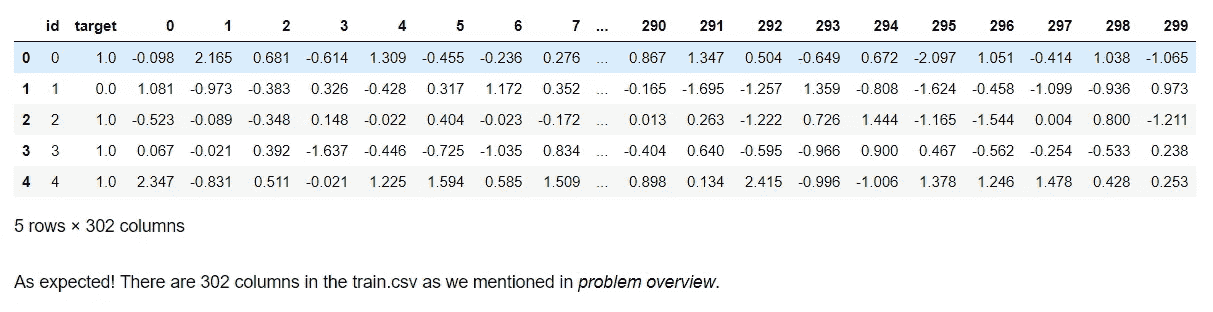 id target 0 1 2 3 4 5 6 7 ... 290 291 292 293 294 295 296 297 298 299
0 0 1.0 -0.098 2.165 0.681 -0.614 1.309 -0.455 -0.236 0.276 ... 0.867 1.347 0.504 -0.649 0.672 -2.097 1.051 -0.414 1.038 -1.065
1 1 0.0 1.081 -0.973 -0.383 0.326 -0.428 0.317 1.172 0.352 ... -0.165 -1.695 -1.257 1.359 -0.808 -1.624 -0.458 -1.099 -0.936 0.973
2 2 1.0 -0.523 -0.089 -0.348 0.148 -0.022 0.404 -0.023 -0.172 ... 0.013 0.263 -1.222 0.726 1.444 -1.165 -1.544 0.004 0.800 -1.211
3 3 1.0 0.067 -0.021 0.392 -1.637 -0.446 -0.725 -1.035 0.834 ... -0.404 0.640 -0.595 -0.966 0.900 0.467 -0.562 -0.254 -0.533 0.238
4 4 1.0 2.347 -0.831 0.511 -0.021 1.225 1.594 0.585 1.509 ... 0.898 0.134 2.415 -0.996 -1.006 1.378 1.246 1.478 0.428 0.253
5 rows × 302 columns
As expected! There are 302 columns in the train.csv as we mentioned in problem overview.